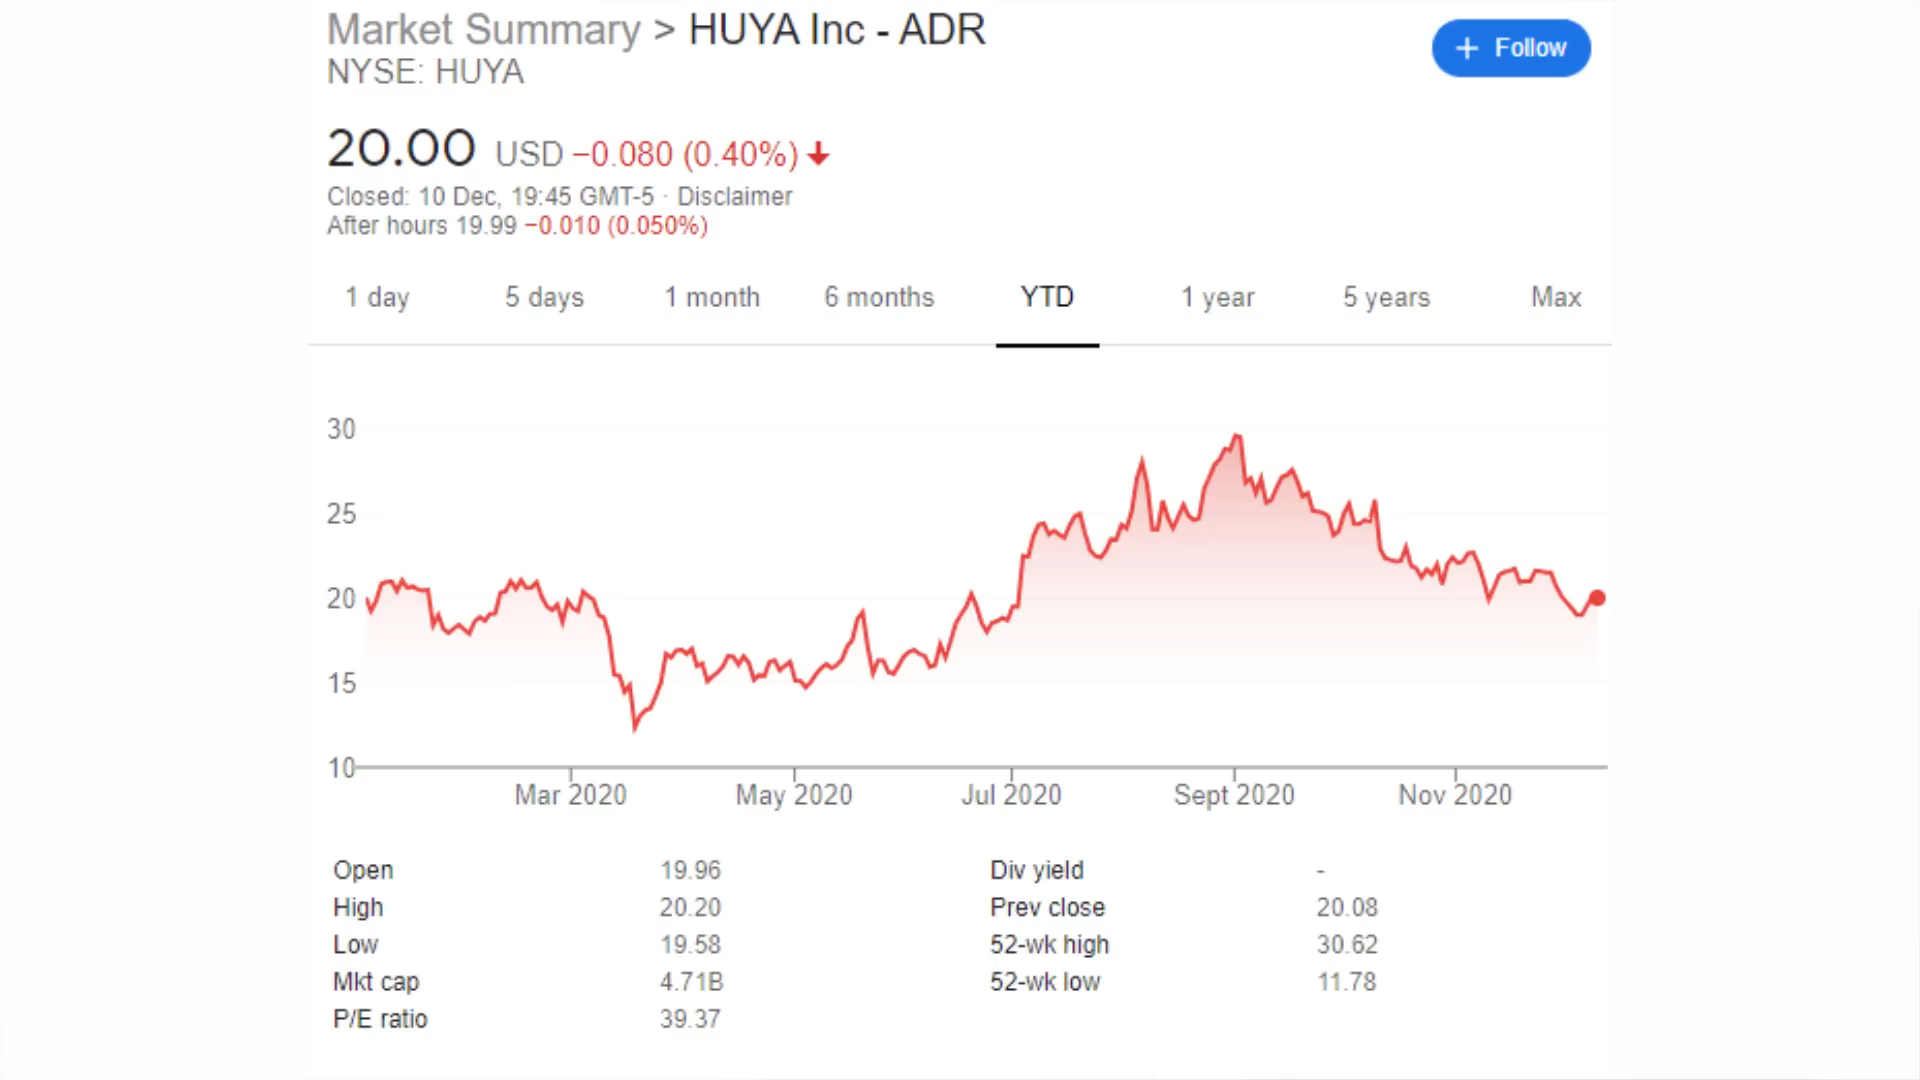 Market Summary > HUYA Inc - ADR
NYSE: HUYA
+ Follow
20.00 USD −0.080 (0.40%)
Closed: 10 Dec, 19:45 GMT-5 · Disclaimer
After hours 19.99 −0.010 (0.050%)
1 day 5 days 1 month 6 months YTD 1 year 5 years Max
30
25
20
15
10
Mar 2020 May 2020 Jul 2020 Sept 2020 Nov 2020
Open 19.96 Div yield -
High 20.20 Prev close 20.08
Low 19.58 52-wk high 30.62
Mkt cap 4.71B 52-wk low 11.78
P/E ratio 39.37